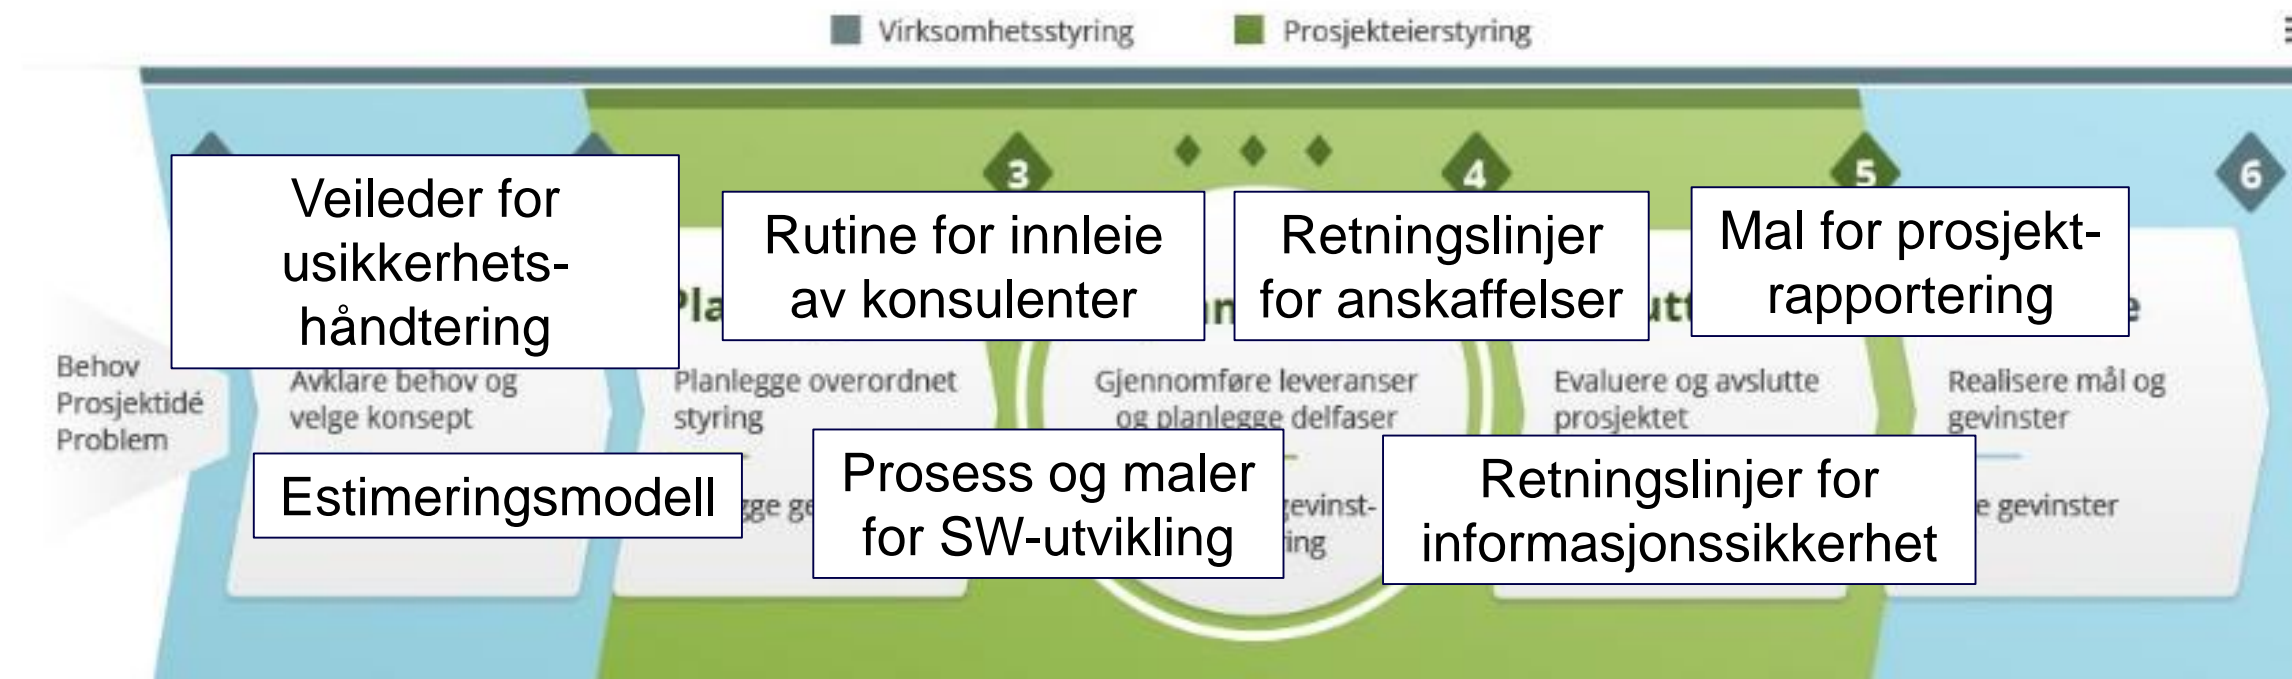 Virksomhetsstyring
Prosjekteierstyring
3
4
5
6
Veileder for
usikkerhets-
håndtering
Rutine for innleie
av konsulenter
Retningslinjer
for anskaffelser
Mal for prosjekt-
rapportering
Behov
Prosjektidé
Problem
Avklare behov og
velge konsept
Planlegge overordnet
styring
Gjennomføre leveranser
og planlegge delfaser
Evaluere og avslutte
prosjektet
Realisere mål og
gevinster
Estimeringsmodell
Prosess og maler
for SW-utvikling
Retningslinjer for
informasjonssikkerhet
gevinster